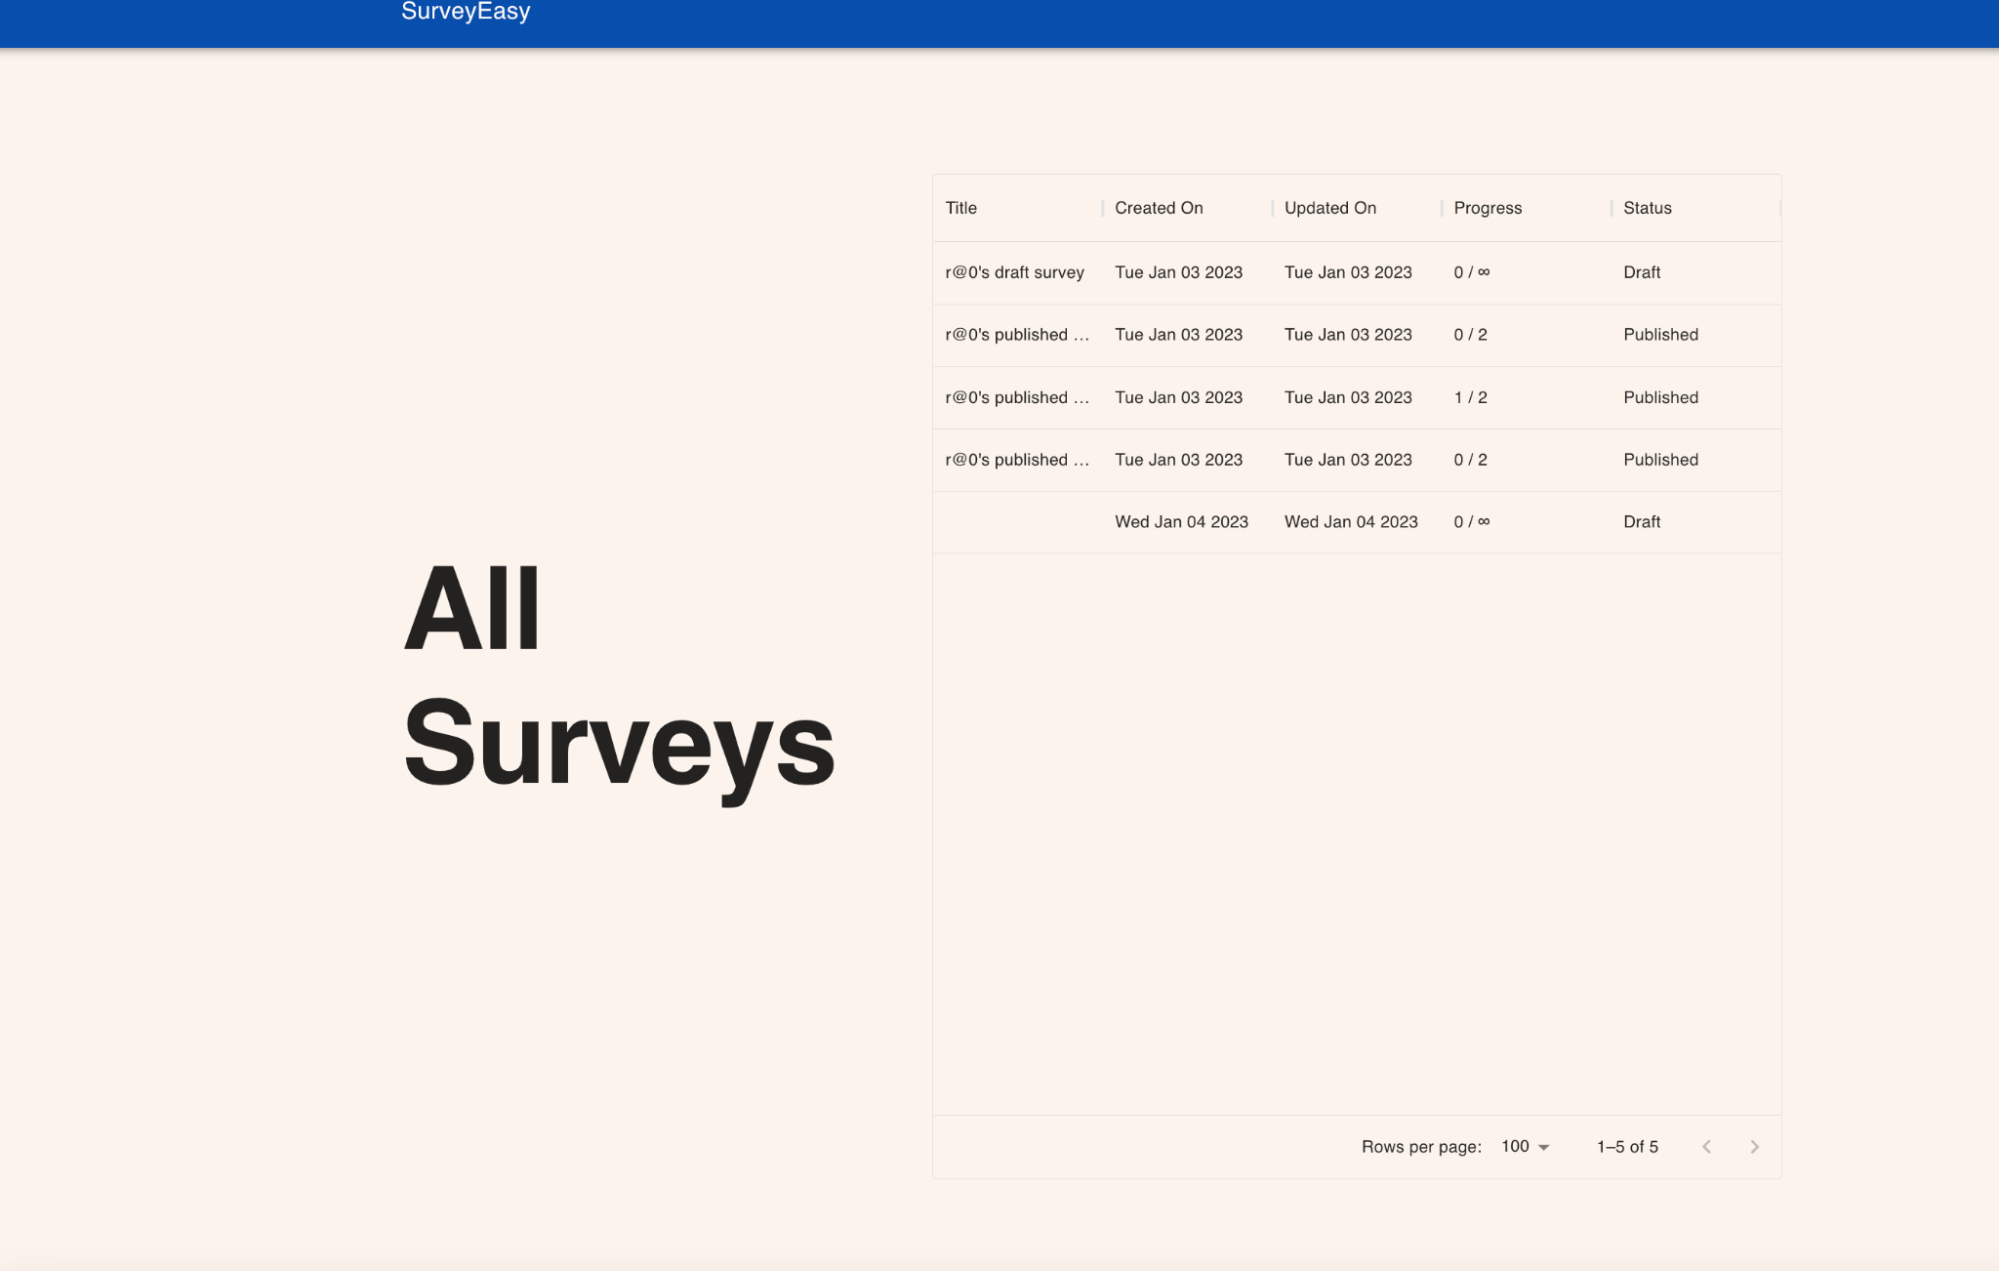 SurveyEasy
All
Surveys
Title Created On Updated On Progress Status
r@0's draft survey Tue Jan 03 2023 Tue Jan 03 2023 0 / ∞ Draft
r@0's published ... Tue Jan 03 2023 Tue Jan 03 2023 0 / 2 Published
r@0's published ... Tue Jan 03 2023 Tue Jan 03 2023 1 / 2 Published
r@0's published ... Tue Jan 03 2023 Tue Jan 03 2023 0 / 2 Published
Wed Jan 04 2023 Wed Jan 04 2023 0 / ∞ Draft
Rows per page: 100 1–5 of 5